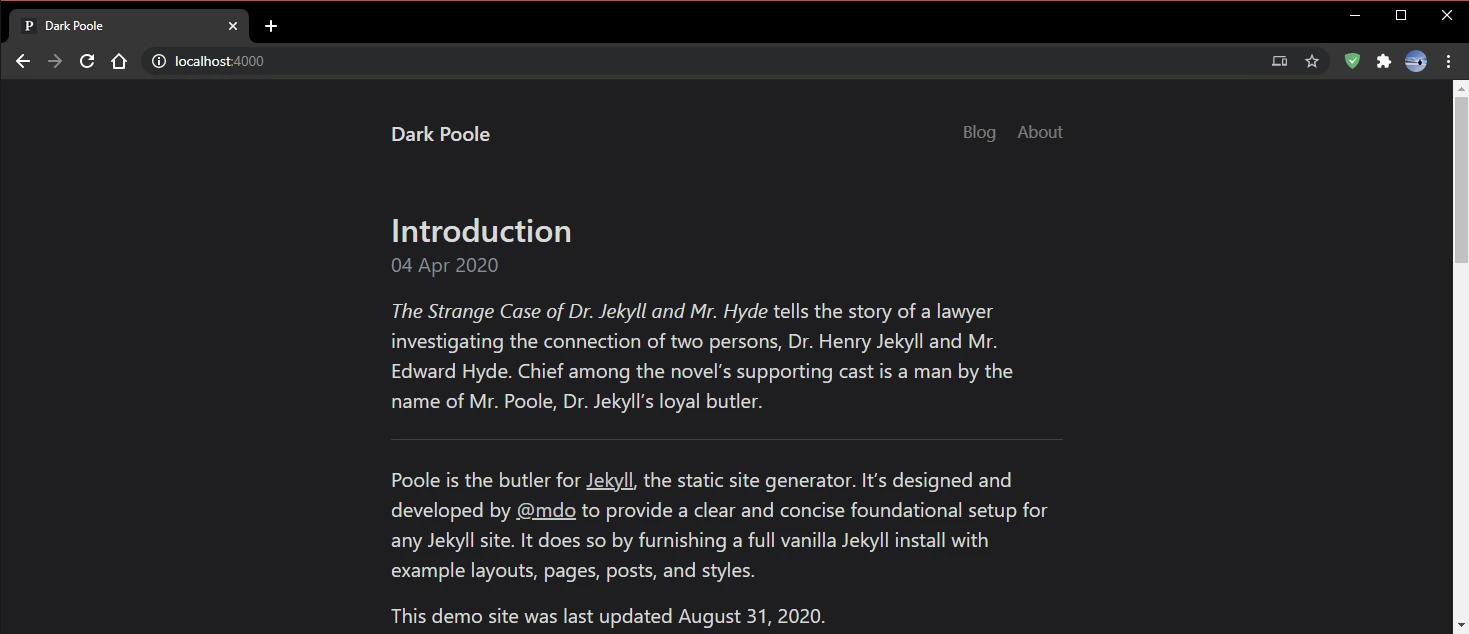 P Dark Poole
localhost:4000
Dark Poole
Blog About
Introduction
04 Apr 2020
The Strange Case of Dr. Jekyll and Mr. Hyde tells the story of a lawyer
investigating the connection of two persons, Dr. Henry Jekyll and Mr.
Edward Hyde. Chief among the novel’s supporting cast is a man by the
name of Mr. Poole, Dr. Jekyll’s loyal butler.
Poole is the butler for Jekyll, the static site generator. It’s designed and
developed by @mdo to provide a clear and concise foundational setup for
any Jekyll site. It does so by furnishing a full vanilla Jekyll install with
example layouts, pages, posts, and styles.
This demo site was last updated August 31, 2020.